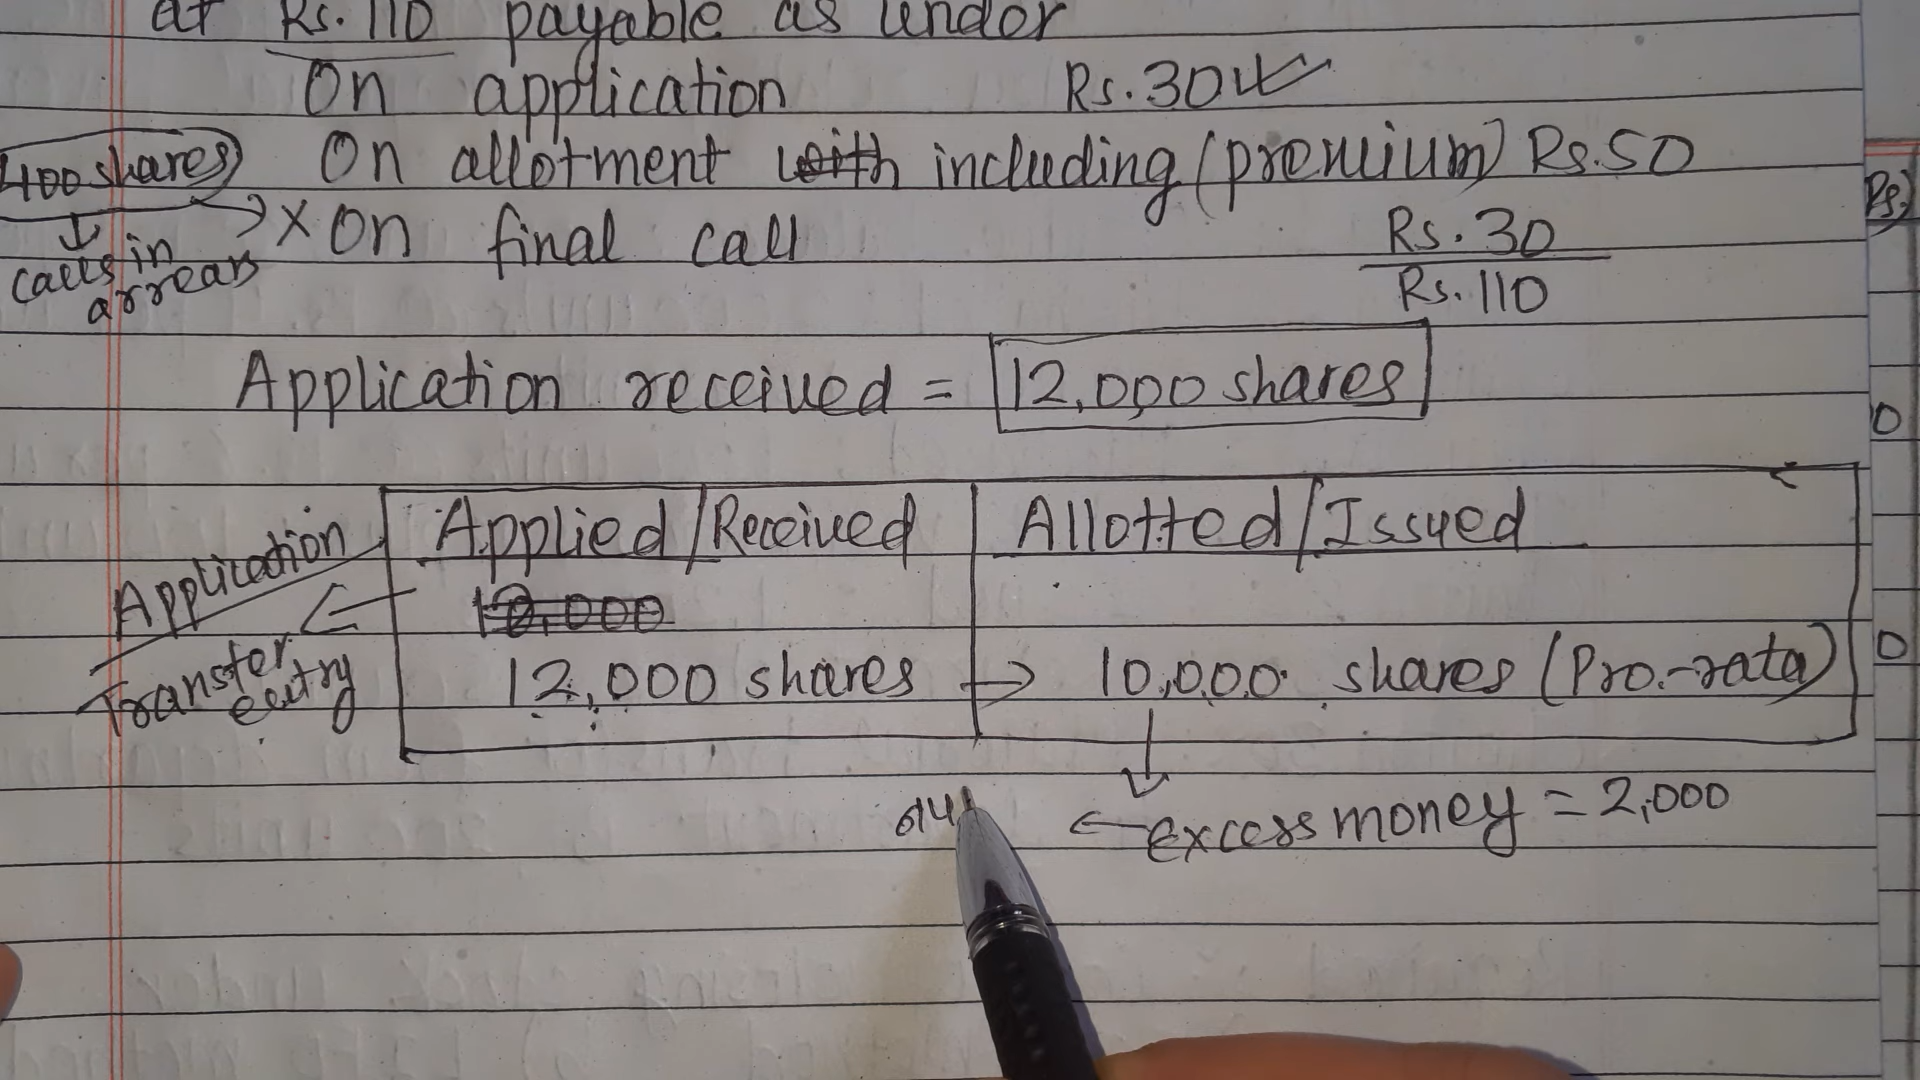 at Rs. 110 payable as under
On application Rs. 30
400 shares On allotment with including (premium) Rs. 50
x On final call Rs. 30
calls in arrears
Rs. 110
Application received = 12,000 shares
Applied/Received Allotted/Issued
Application
10,000
Transfer entry
12,000 shares → 10,000 shares (Pro-rata)
excess money = 2,000